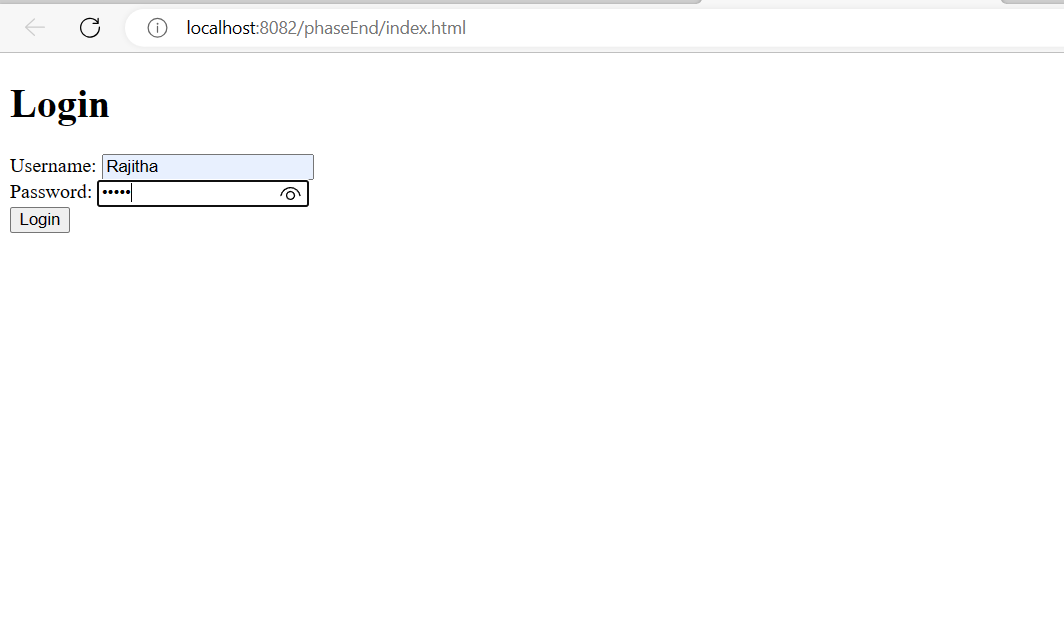 localhost:8082/phaseEnd/index.html
Login
Username: Rajitha
Password: •••••
Login